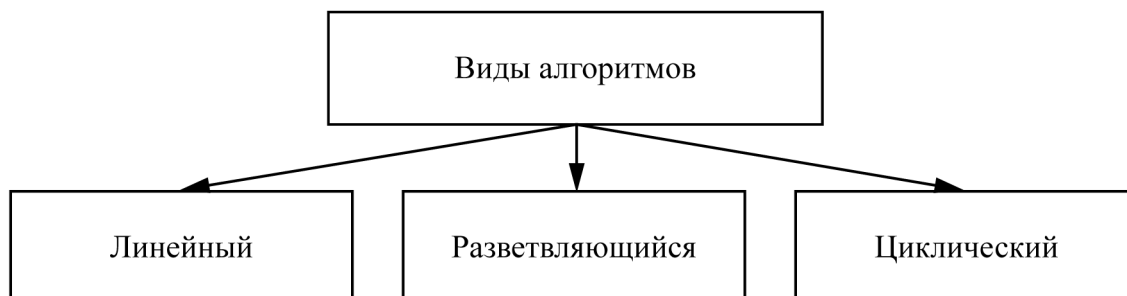 Виды алгоритмов
Линейный
Разветвляющийся
Циклический